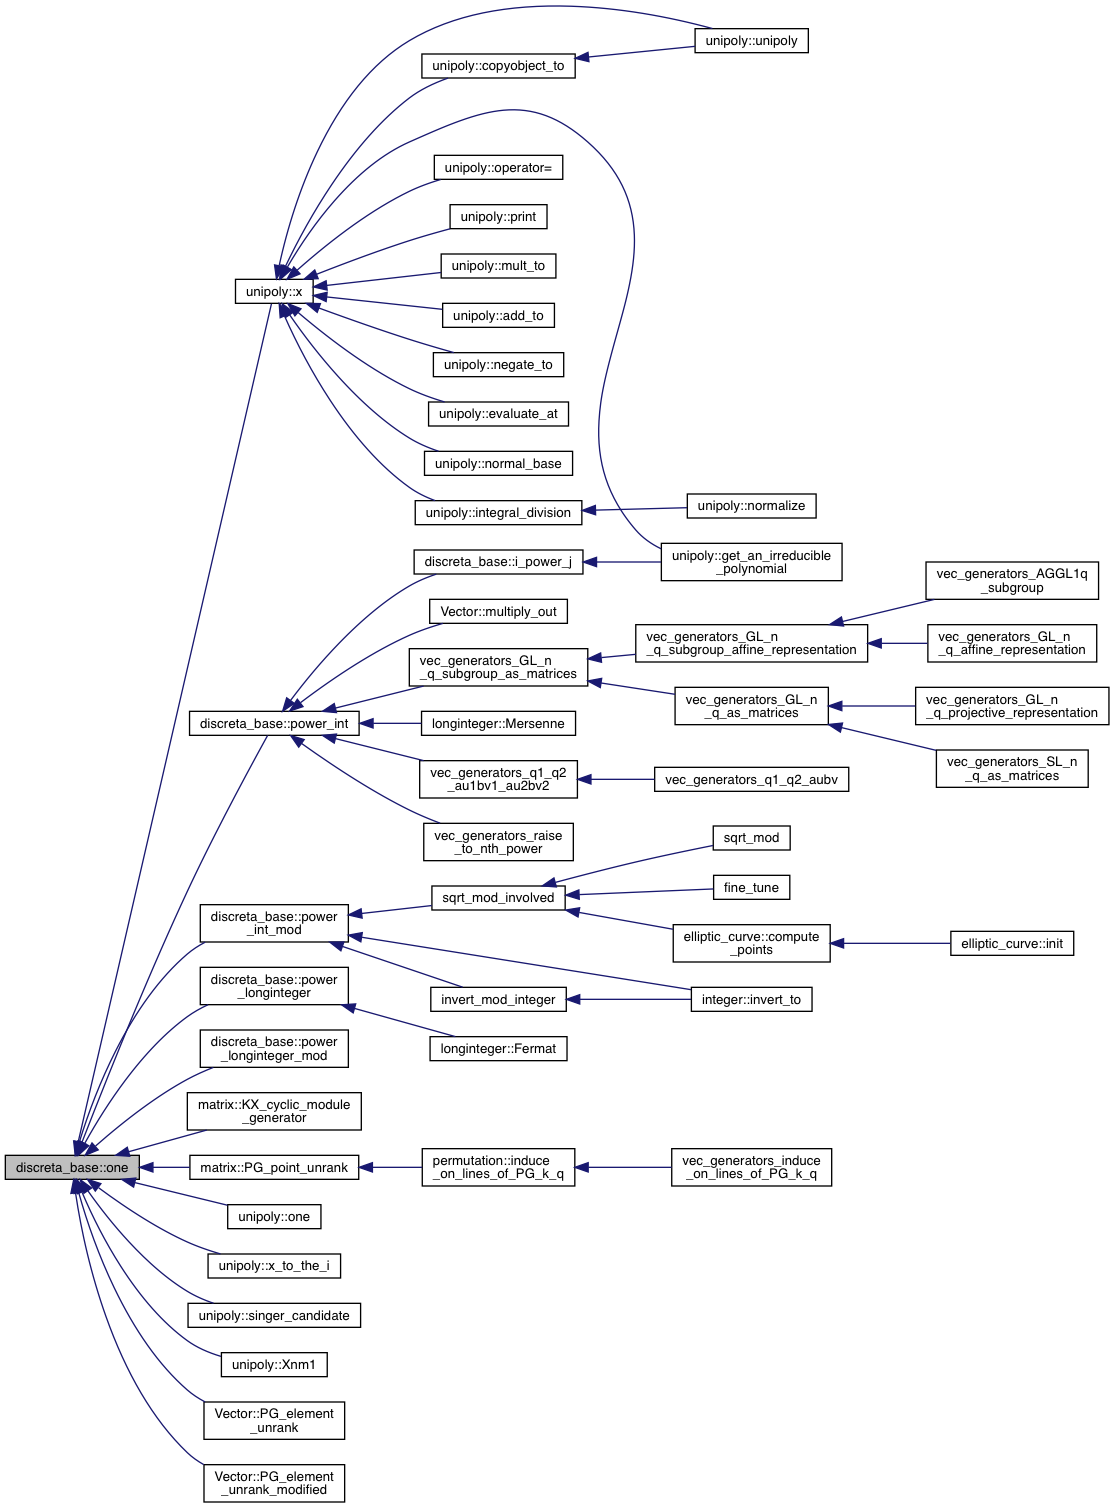 unipoly::unipoly
unipoly::copyobject_to
unipoly::operator=
unipoly::print
unipoly::mult_to
unipoly::x
unipoly::add_to
unipoly::negate_to
unipoly::evaluate_at
unipoly::normal_base
unipoly::integral_division
unipoly::normalize
discreta_base::i_power_j
unipoly::get_an_irreducible
_polynomial
vec_generators_AGGL1q
_subgroup
Vector::multiply_out
vec_generators_GL_n
_q_subgroup_as_matrices
vec_generators_GL_n
_q_subgroup_affine_representation
vec_generators_GL_n
_q_affine_representation
vec_generators_GL_n
_q_as_matrices
vec_generators_GL_n
_q_projective_representation
discreta_base::power_int
longinteger::Mersenne
vec_generators_SL_n
_q_as_matrices
vec_generators_q1_q2
_au1bv1_au2bv2
vec_generators_q1_q2_aubv
vec_generators_raise
_to_nth_power
sqrt_mod
sqrt_mod_involved
fine_tune
discreta_base::power
_int_mod
elliptic_curve::compute
_points
elliptic_curve::init
discreta_base::power
_longinteger
invert_mod_integer
integer::invert_to
longinteger::Fermat
discreta_base::power
_longinteger_mod
matrix::KX_cyclic_module
_generator
discreta_base::one
matrix::PG_point_unrank
permutation::induce
_on_lines_of_PG_k_q
vec_generators_induce
_on_lines_of_PG_k_q
unipoly::one
unipoly::x_to_the_i
unipoly::singer_candidate
unipoly::Xnm1
Vector::PG_element
_unrank
Vector::PG_element
_unrank_modified